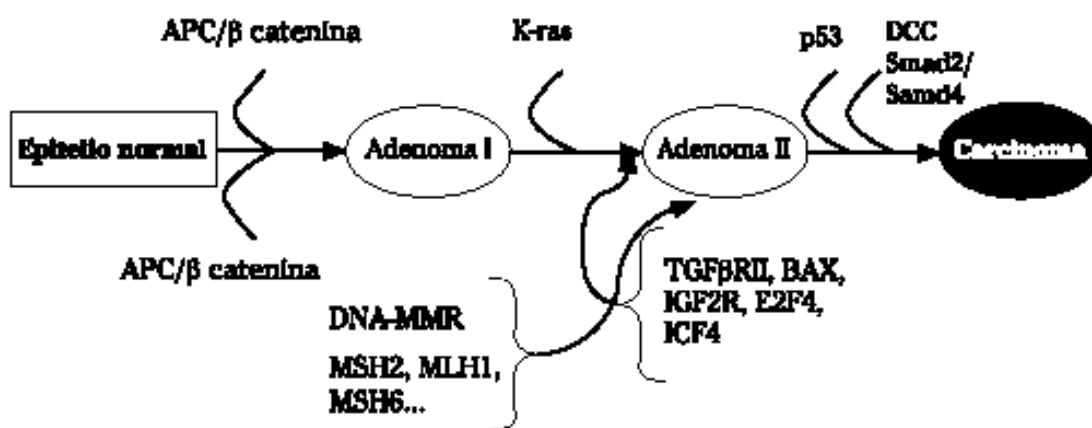 APC/β catenina
K-ras
p53
DCC
Smad2/
Samd4
Epitelio normal
Adenoma I
Adenoma II
Carcinoma
APC/β catenina
DNA-MMR
MSH2, MLH1,
MSH6...
TGFβRII, BAX,
IGF2R, E2F4,
ICF4